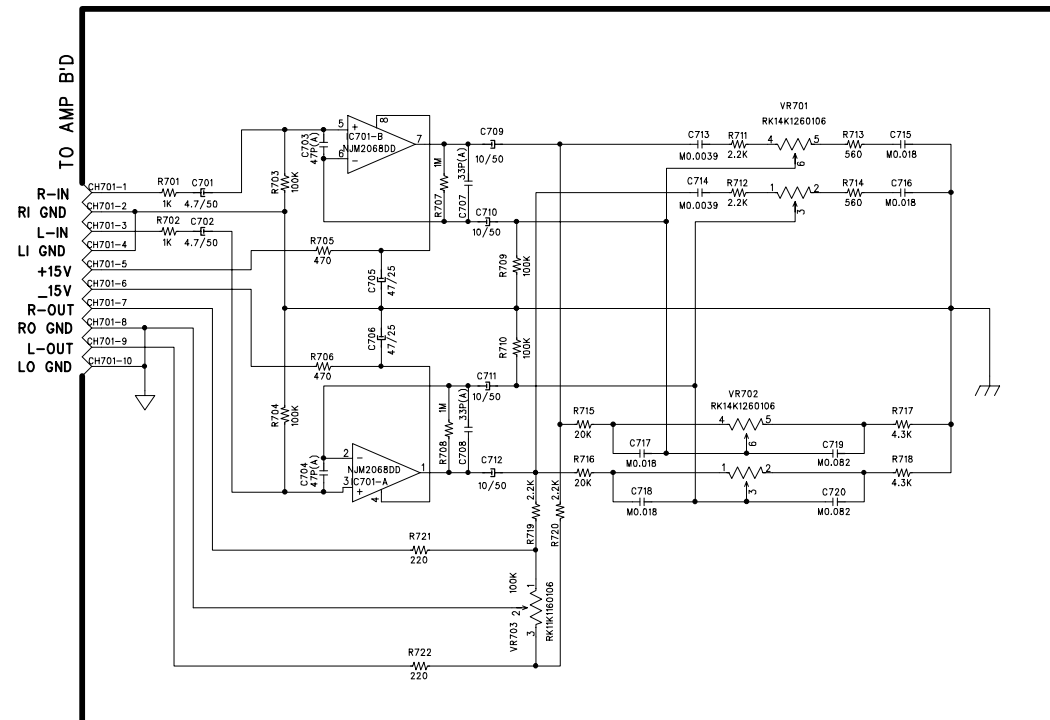 TO AMP B'D
R-IN
CH701-1
RI GND
CH701-2
L-IN
CH701-3
LI GND
CH701-4
+15V
CH701-5
_15V
CH701-6
R-OUT
CH701-7
RO GND
CH701-8
L-OUT
CH701-9
LO GND
CH701-10
R701
1K
C701
4.7/50
R702
1K
C702
4.7/50
R703
100K
C703
47P(A)
5
+
6
−
IC701-B
NJM2068DD
8
7
1M
R707
33P(A)
C707
C709
10/50
C710
10/50
R705
470
C705
47/25
R709
100K
C706
47/25
R710
100K
R706
470
R704
100K
C704
47P(A)
2
−
3
+
NJM2068DD
IC701-A
4
1
1M
R708
33P(A)
C708
C711
10/50
C712
10/50
C713
M0.0039
R711
2.2K
VR701
RK14K1260106
4
5
6
R713
560
C715
M0.018
C714
M0.0039
R712
2.2K
1
2
3
R714
560
C716
M0.018
R715
20K
VR702
RK14K1260106
4
5
6
R717
4.3K
C717
M0.018
C719
M0.082
R716
20K
1
2
3
R718
4.3K
C718
M0.018
C720
M0.082
2.2K
R719
2.2K
R720
R721
220
100K
1
2
3
VR703
RK11K1160106
R722
220